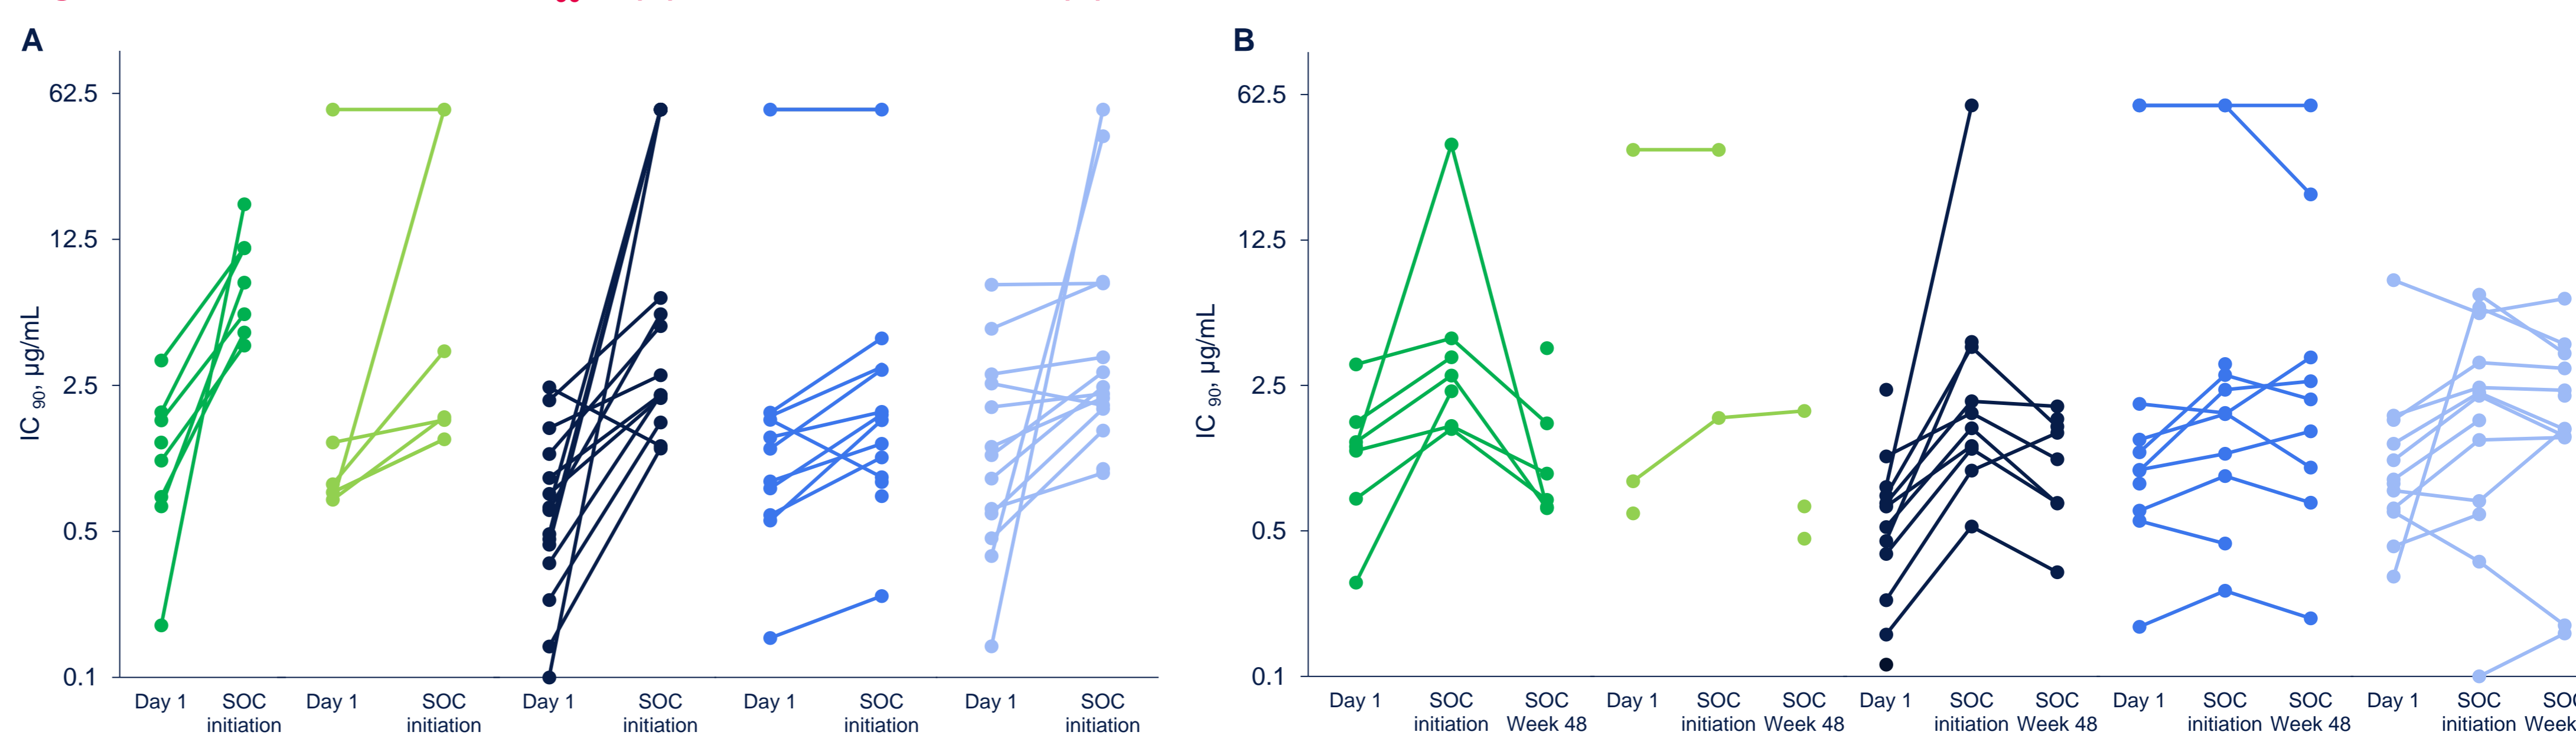 A
IC 90, µg/mL
62.5
12.5
2.5
0.5
0.1
Day 1 SOC initiation
Day 1 SOC initiation
Day 1 SOC initiation
Day 1 SOC initiation
Day 1 SOC initiation
B
IC 90, µg/mL
62.5
12.5
2.5
0.5
0.1
Day 1 SOC initiation SOC Week 48
Day 1 SOC initiation SOC Week 48
Day 1 SOC initiation SOC Week 48
Day 1 SOC initiation SOC Week 48
Day 1 SOC initiation SO Week